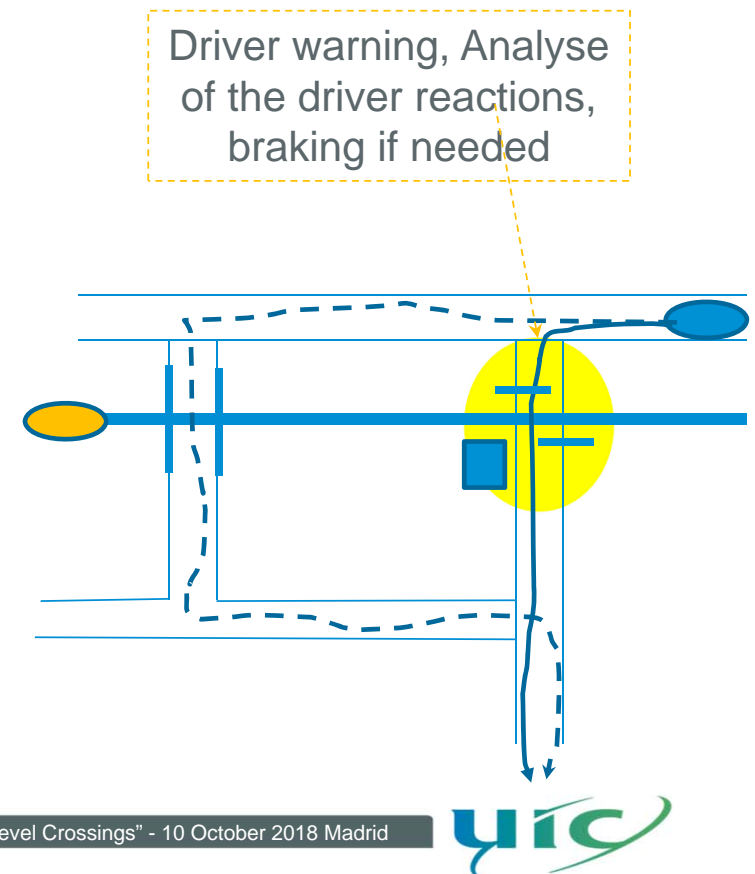 Driver warning, Analyse
of the driver reactions,
braking if needed
evel Crossings” - 10 October 2018 Madrid
uic